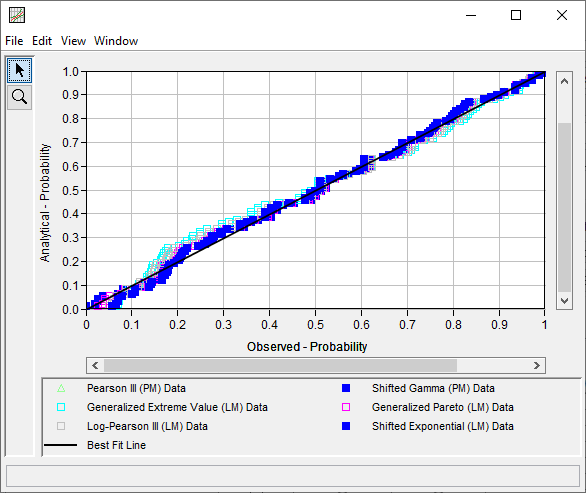 File Edit View Window
1.0
0.9
0.8
0.7
0.6
0.5
0.4
0.3
0.2
0.1
0.0
Analytical - Probability
0 0.1 0.2 0.3 0.4 0.5 0.6 0.7 0.8 0.9 1
Observed - Probability
Pearson III (PM) Data Shifted Gamma (PM) Data
Generalized Extreme Value (LM) Data Generalized Pareto (LM) Data
Log-Pearson III (LM) Data Shifted Exponential (LM) Data
Best Fit Line